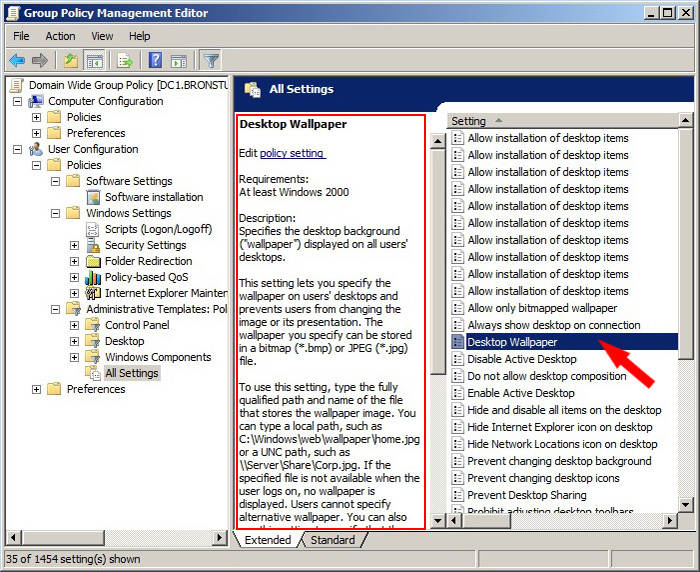 Group Policy Management Editor
File Action View Help
Domain Wide Group Policy [DC1.BRONSTU
Computer Configuration
Policies
Preferences
User Configuration
Policies
Software Settings
Software installation
Windows Settings
Scripts (Logon/Logoff)
Security Settings
Folder Redirection
Policy-based QoS
Internet Explorer Mainten
Administrative Templates: Pol
Control Panel
Desktop
Windows Components
All Settings
Preferences
All Settings
Desktop Wallpaper
Edit policy setting
Requirements:
At least Windows 2000
Description:
Specifies the desktop background
("wallpaper") displayed on all users'
desktops.
This setting lets you specify the
wallpaper on users' desktops and
prevents users from changing the
image or its presentation. The
wallpaper you specify can be stored
in a bitmap (*.bmp) or JPEG (*.jpg)
file.
To use this setting, type the fully
qualified path and name of the file
that stores the wallpaper image. You
can type a local path, such as
C:\Windows\web\wallpaper\home.jpg
or a UNC path, such as
\\Server\Share\Corp.jpg. If the
specified file is not available when the
user logs on, no wallpaper is
displayed. Users cannot specify
alternative wallpaper. You can also
Setting
Allow installation of desktop items
Allow installation of desktop items
Allow installation of desktop items
Allow installation of desktop items
Allow installation of desktop items
Allow installation of desktop items
Allow installation of desktop items
Allow installation of desktop items
Allow installation of desktop items
Allow installation of desktop items
Allow only bitmapped wallpaper
Always show desktop on connection
Desktop Wallpaper
Disable Active Desktop
Do not allow desktop composition
Enable Active Desktop
Hide and disable all items on the desktop
Hide Internet Explorer icon on desktop
Hide Network Locations icon on desktop
Prevent changing desktop background
Prevent changing desktop icons
Prevent Desktop Sharing
Prohibit adjusting desktop toolbars
Extended Standard
35 of 1454 setting(s) shown